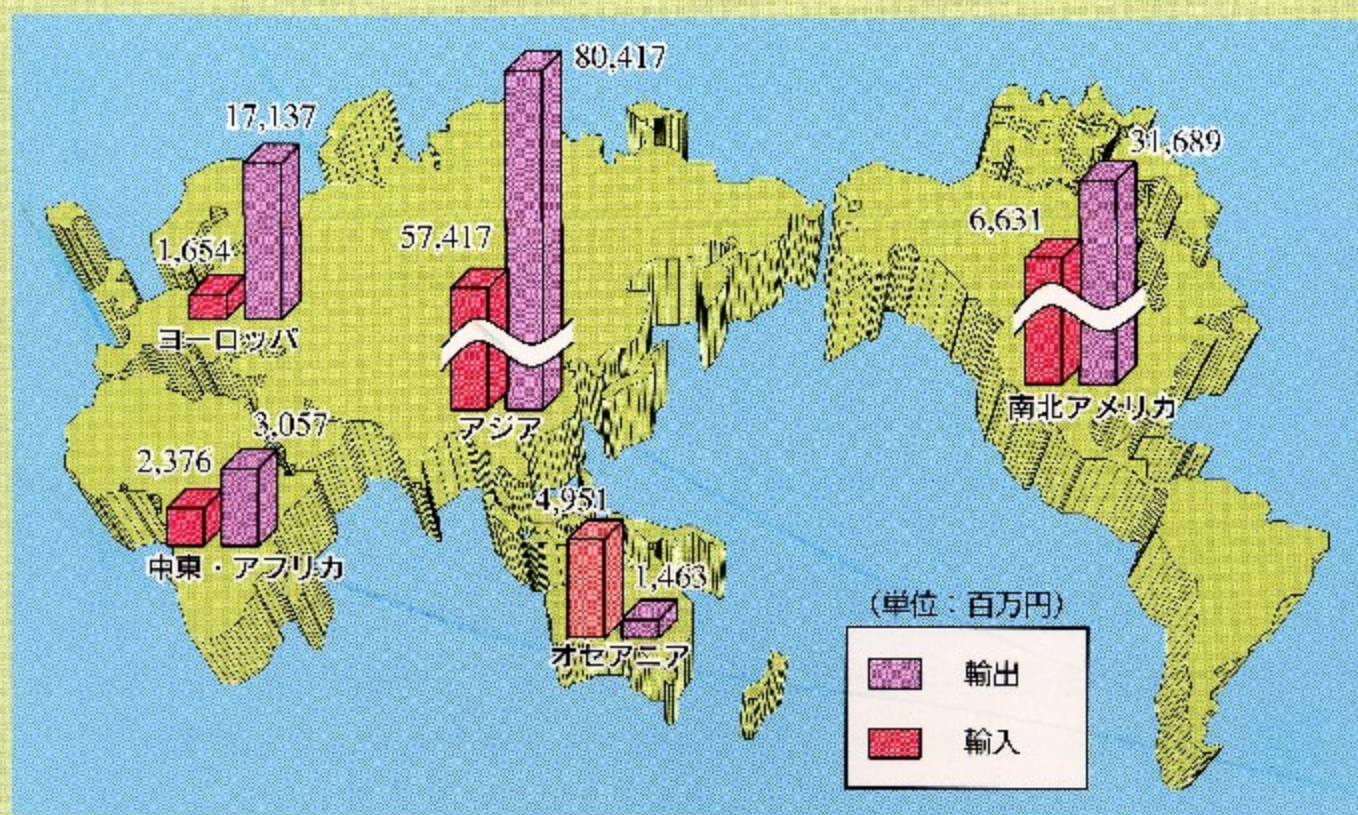 80,417
17,137
31,689
6,631
57,417
1,654
ヨーロッパ
南北アメリカ
アジア
3,057
2,376
4,951
中東・アフリカ
1,463
(単位：百万円)
オセアニア
輸出
輸入